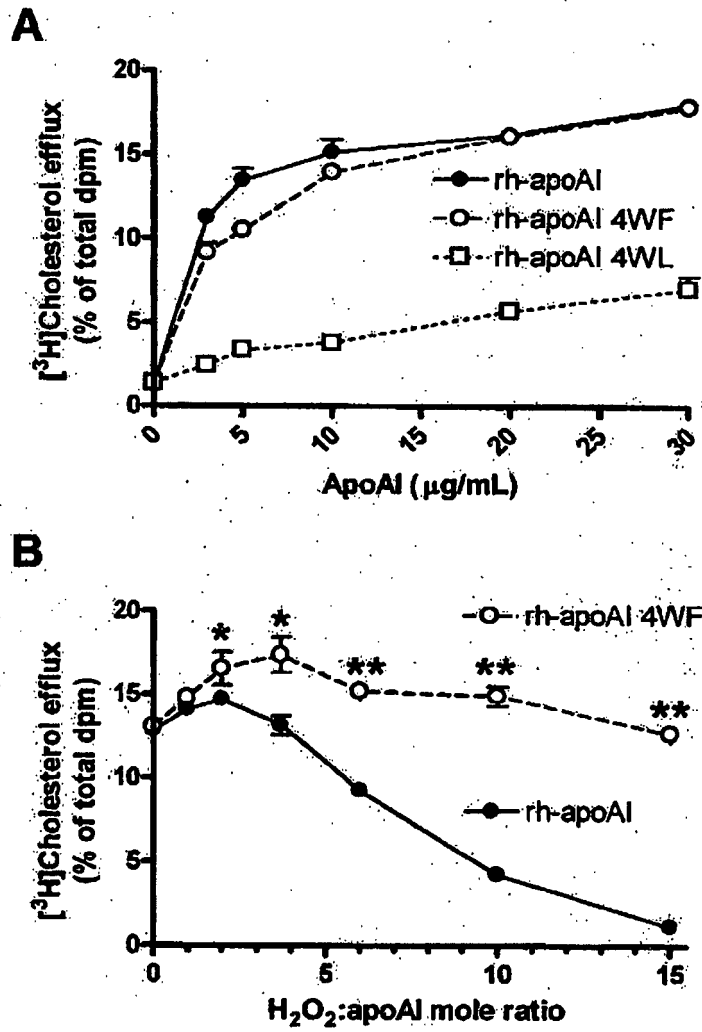 A
[³H]Cholesterol efflux
(% of total dpm)
20
15
10
5
0
rh-apoAI
rh-apoAI 4WF
rh-apoAI 4WL
0 5 10 15 20 25 30
ApoAI (μg/mL)
B
[³H]Cholesterol efflux
(% of total dpm)
20
15
10
5
0
rh-apoAI 4WF
* * ** ** **
rh-apoAI
0 5 10 15
H₂O₂:apoAI mole ratio